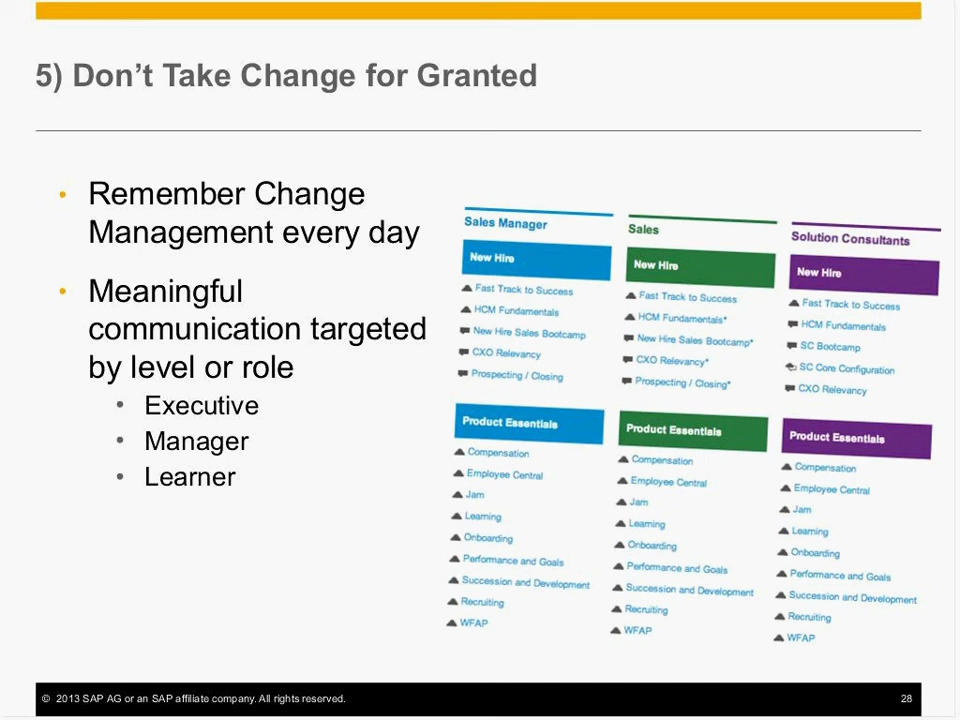 5) Don’t Take Change for Granted
• Remember Change
Management every day
• Meaningful
communication targeted
by level or role
• Executive
• Manager
• Learner
Sales Manager
New Hire
Fast Track to Success
HCM Fundamentals
New Hire Sales Bootcamp
CXO Relevancy
Prospecting / Closing
Product Essentials
Compensation
Employee Central
Jam
Learning
Onboarding
Performance and Goals
Succession and Development
Recruiting
WFAP
Sales
New Hire
Fast Track to Success
HCM Fundamentals*
New Hire Sales Bootcamp*
CXO Relevancy*
Prospecting / Closing*
Product Essentials
Compensation
Employee Central
Jam
Learning
Onboarding
Performance and Goals
Succession and Development
Recruiting
WFAP
Solution Consultants
New Hire
Fast Track to Success
HCM Fundamentals
SC Bootcamp
SC Core Configuration
CXO Relevancy
Product Essentials
Compensation
Employee Central
Jam
Learning
Onboarding
Performance and Goals
Succession and Development
Recruiting
WFAP
© 2013 SAP AG or an SAP affiliate company. All rights reserved.
28